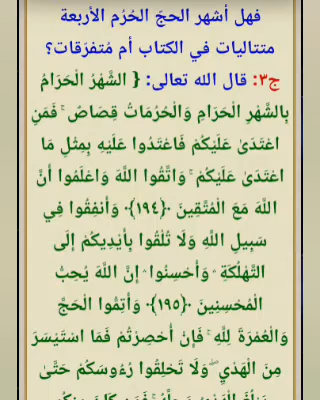 فهل أشهر الحجّ الحُرُم الأربعة
متتاليات في الكتاب أم مُتفرّقات؟
ج٣: قال الله تعالى: { الشَّهْرُ الْحَرَامُ
بِالشَّهْرِ الْحَرَامِ وَالْحُرُمَاتُ قِصَاصٌ ۚ فَمَنِ
اعْتَدَىٰ عَلَيْكُمْ فَاعْتَدُوا عَلَيْهِ بِمِثْلِ مَا
اعْتَدَىٰ عَلَيْكُمْ ۚ وَاتَّقُوا اللَّهَ وَاعْلَمُوا أَنَّ
اللَّهَ مَعَ الْمُتَّقِينَ ﴿١٩٤﴾ وَأَنفِقُوا فِي
سَبِيلِ اللَّهِ وَلَا تُلْقُوا بِأَيْدِيكُمْ إِلَى
التَّهْلُكَةِ ۛ وَأَحْسِنُوا ۛ إِنَّ اللَّهَ يُحِبُّ
الْمُحْسِنِينَ ﴿١٩٥﴾ وَأَتِمُّوا الْحَجَّ
وَالْعُمْرَةَ لِلَّهِ ۚ فَإِنْ أُحْصِرْتُمْ فَمَا اسْتَيْسَرَ
مِنَ الْهَدْيِ ۖ وَلَا تَحْلِقُوا رُءُوسَكُمْ حَتَّىٰ